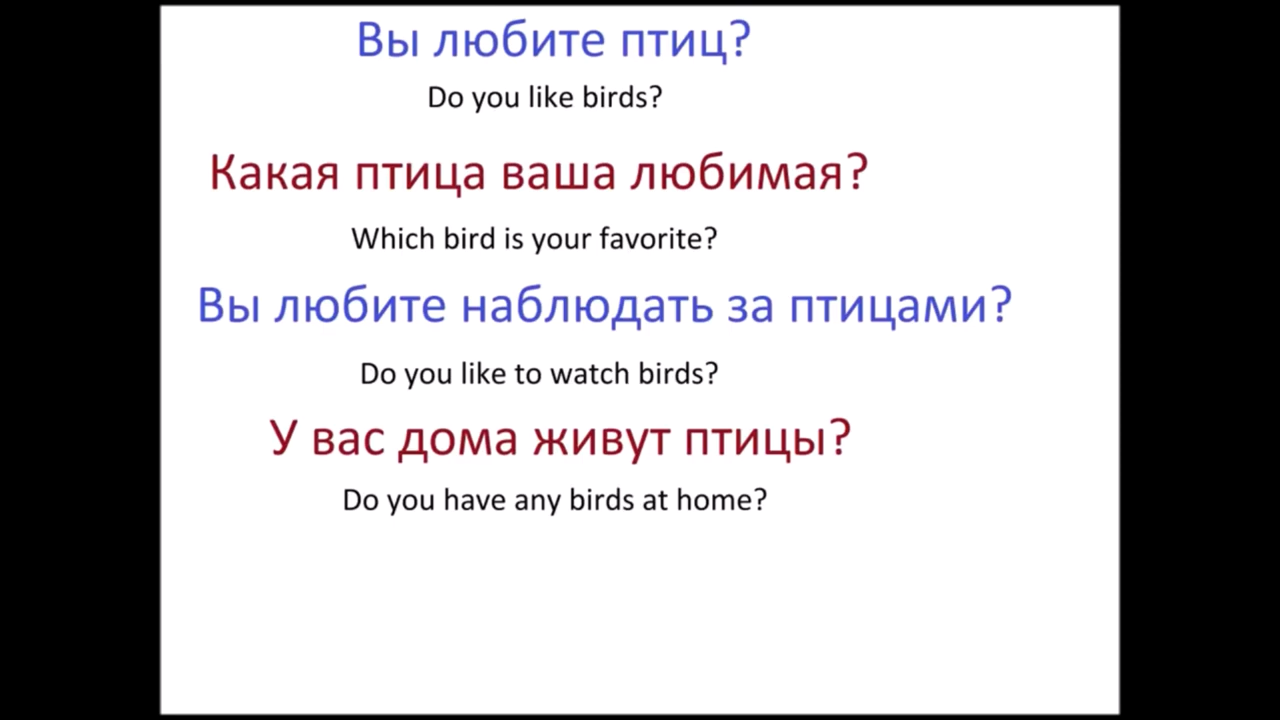 Вы любите птиц?
Do you like birds?
Какая птица ваша любимая?
Which bird is your favorite?
Вы любите наблюдать за птицами?
Do you like to watch birds?
У вас дома живут птицы?
Do you have any birds at home?